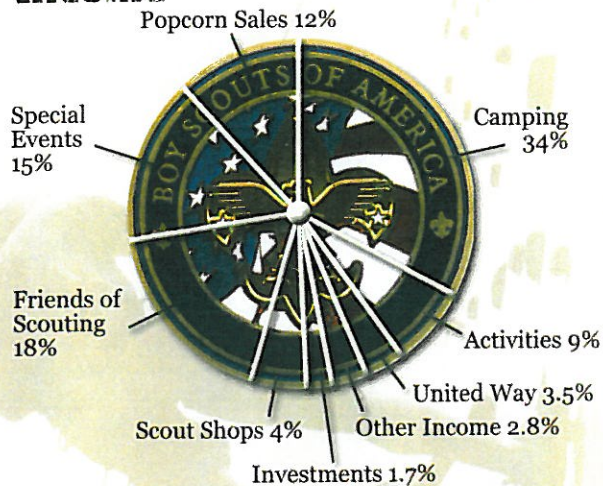 Popcorn Sales 12%
Special
Events
15%
BOY SCOUTS OF AMERICA
Camping
34%
Friends of
Scouting
18%
Activities 9%
United Way 3.5%
Scout Shops 4%
Other Income 2.8%
Investments 1.7%